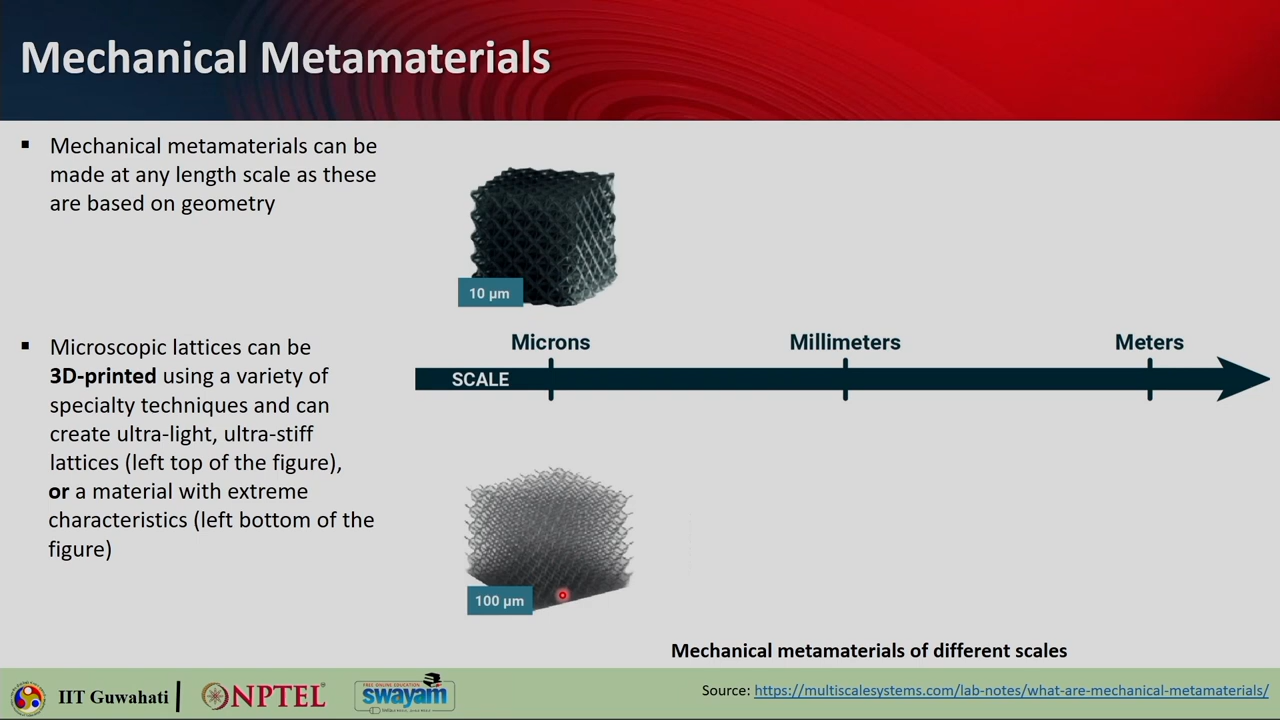 Mechanical Metamaterials
▪ Mechanical metamaterials can be
made at any length scale as these
are based on geometry
10 µm
Microns
Millimeters
Meters
SCALE
▪ Microscopic lattices can be
3D-printed using a variety of
specialty techniques and can
create ultra-light, ultra-stiff
lattices (left top of the figure),
or a material with extreme
characteristics (left bottom of the
figure)
100 µm
Mechanical metamaterials of different scales
IIT Guwahati
NPTEL
FREE ONLINE EDUCATION
swayam
Source: https://multiscalesystems.com/lab-notes/what-are-mechanical-metamaterials/